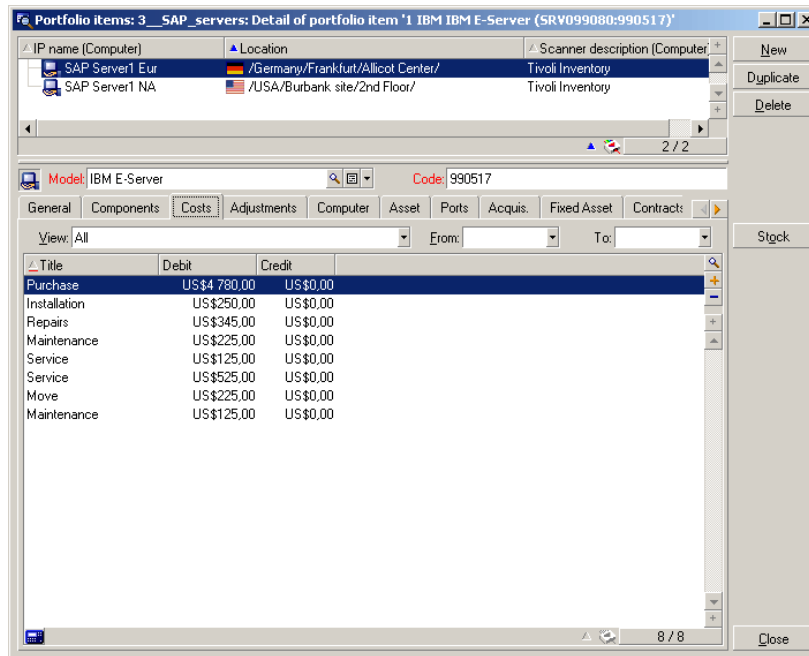 Portfolio items: 3__SAP_servers: Detail of portfolio item '1 IBM IBM E-Server (SRV099080:990517)'
IP name (Computer) Location Scanner description (Computer
SAP Server1 Eur /Germany/Frankfurt/Allicot Center/ Tivoli Inventory
SAP Server1 NA /USA/Burbank site/2nd Floor/ Tivoli Inventory
2 / 2
New
Duplicate
Delete
Model: IBM E-Server Code: 990517
General Components Costs Adjustments Computer Asset Ports Acquis. Fixed Asset Contracts
View: All From: To:
Stock
Title Debit Credit
Purchase US$4 780,00 US$0,00
Installation US$250,00 US$0,00
Repairs US$345,00 US$0,00
Maintenance US$225,00 US$0,00
Service US$125,00 US$0,00
Service US$525,00 US$0,00
Move US$225,00 US$0,00
Maintenance US$125,00 US$0,00
8 / 8
Close